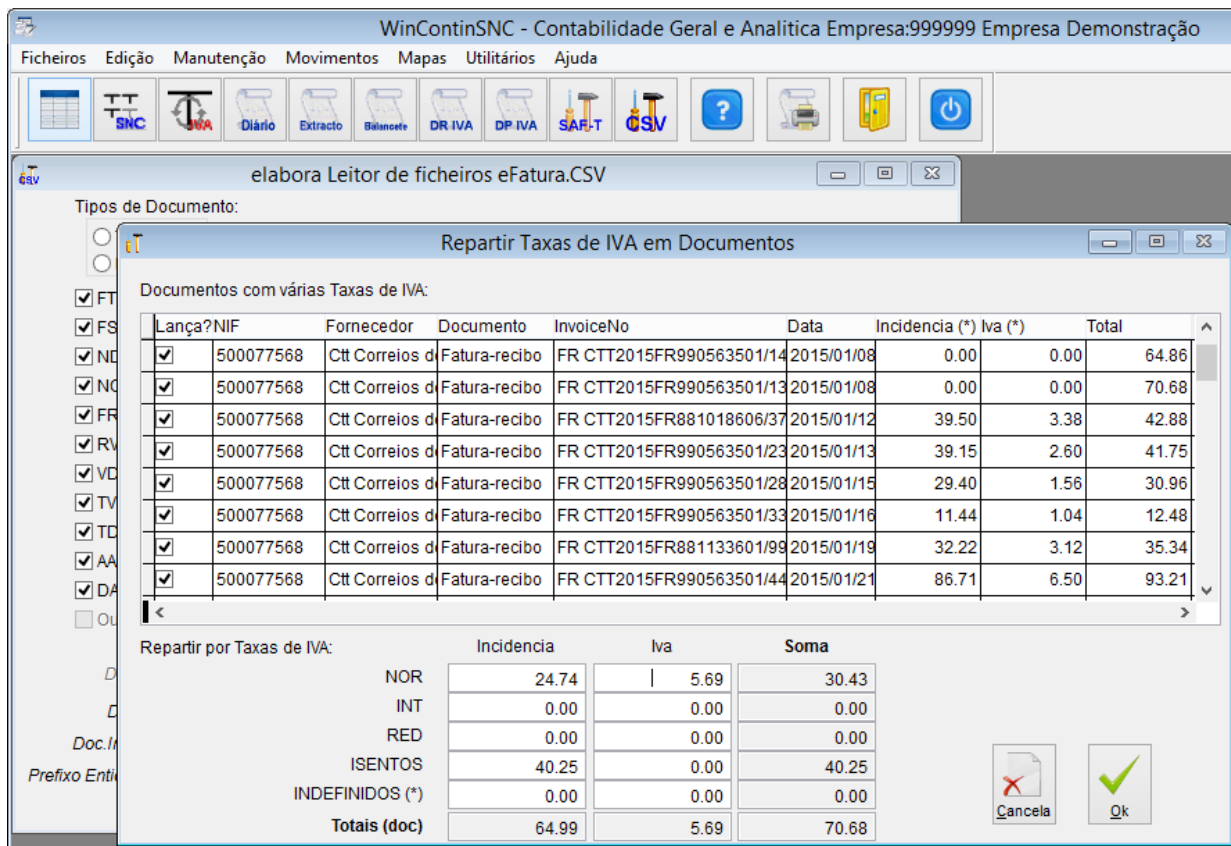 WinContinSNC - Contabilidade Geral e Analitica Empresa:999999 Empresa Demonstração
Ficheiros Edição Manutenção Movimentos Mapas Utilitários Ajuda
SNC IVA Diário Extracto Balancete DR-IVA DP-IVA SAF-T CSV ?
CSV elabora Leitor de ficheiros eFatura.CSV
Tipos de Documento:
Repartir Taxas de IVA em Documentos
Documentos com várias Taxas de IVA:
Lança? NIF Fornecedor Documento InvoiceNo Data Incidencia (*) Iva (*) Total
500077568 Ctt Correios d Fatura-recibo FR CTT2015FR990563501/14 2015/01/08 0.00 0.00 64.86
500077568 Ctt Correios d Fatura-recibo FR CTT2015FR990563501/13 2015/01/08 0.00 0.00 70.68
500077568 Ctt Correios d Fatura-recibo FR CTT2015FR881018606/37 2015/01/12 39.50 3.38 42.88
500077568 Ctt Correios d Fatura-recibo FR CTT2015FR990563501/23 2015/01/13 39.15 2.60 41.75
500077568 Ctt Correios d Fatura-recibo FR CTT2015FR990563501/28 2015/01/15 29.40 1.56 30.96
500077568 Ctt Correios d Fatura-recibo FR CTT2015FR990563501/33 2015/01/16 11.44 1.04 12.48
500077568 Ctt Correios d Fatura-recibo FR CTT2015FR881133601/99 2015/01/19 32.22 3.12 35.34
500077568 Ctt Correios d Fatura-recibo FR CTT2015FR990563501/44 2015/01/21 86.71 6.50 93.21
FT
FS
ND
NC
FR
RV
VD
TV
TD
AA
DA
Ou
D
D
Doc.In
Prefixo Enti
Repartir por Taxas de IVA: Incidencia Iva Soma
NOR 24.74 5.69 30.43
INT 0.00 0.00 0.00
RED 0.00 0.00 0.00
ISENTOS 40.25 0.00 40.25
INDEFINIDOS (*) 0.00 0.00 0.00
Totais (doc) 64.99 5.69 70.68
Cancela Ok